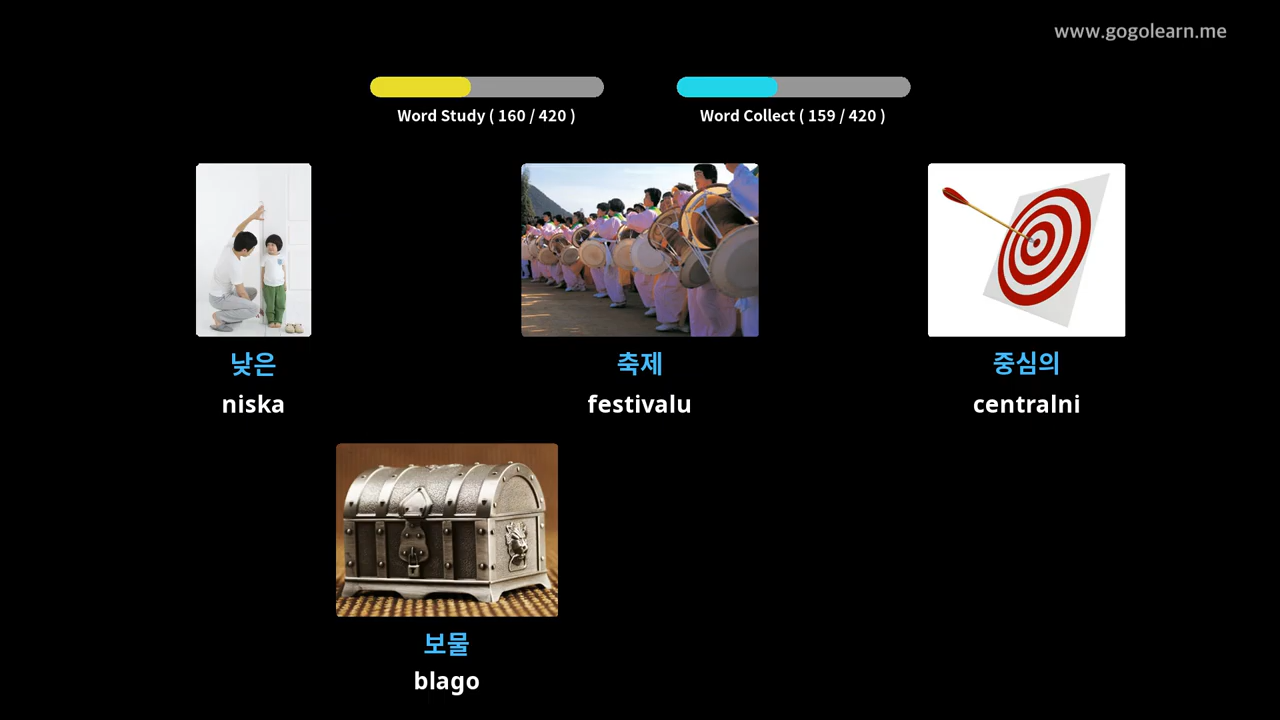 www.gogolearn.me
Word Study ( 160 / 420 )
Word Collect ( 159 / 420 )
낮은
niska
축제
festivalu
중심의
centralni
보물
blago